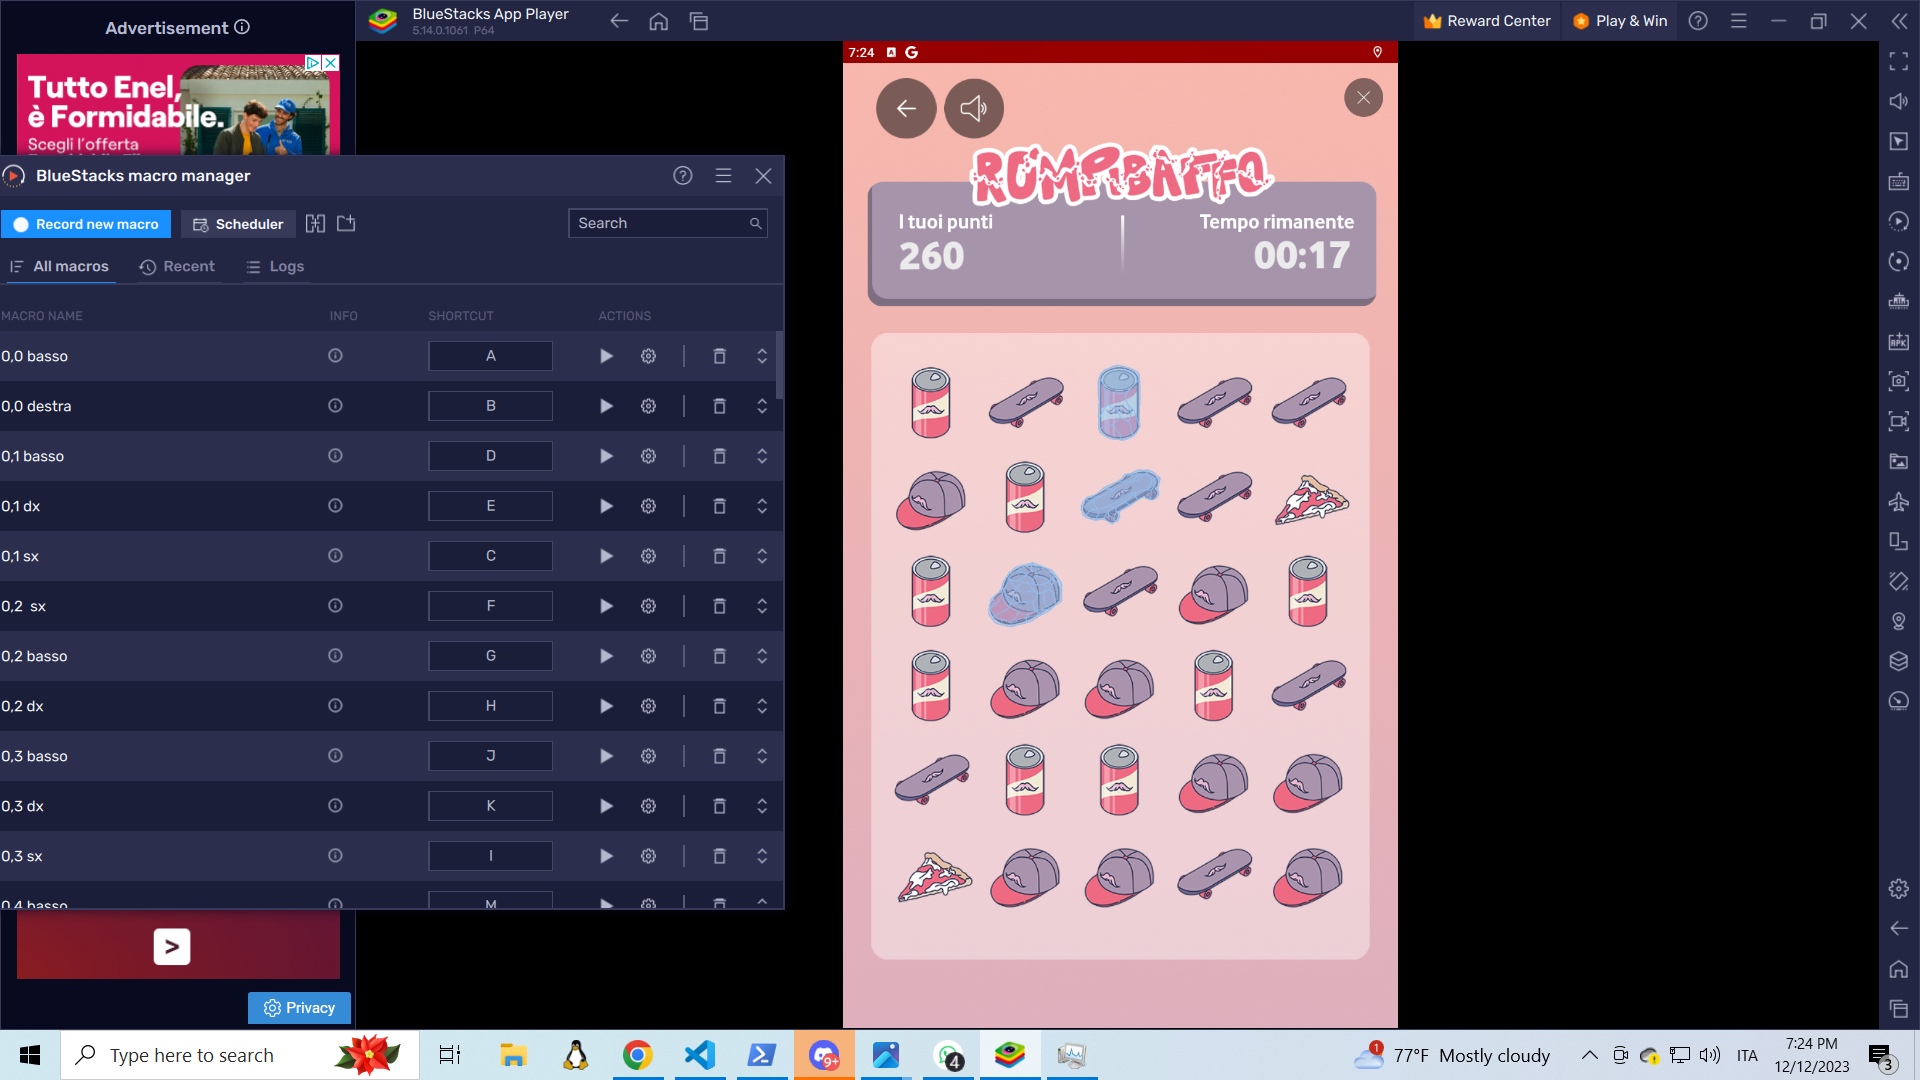 Advertisement
BlueStacks App Player
5.14.0.1061 P64
Reward Center
Play & Win
Tutto Enel,
è Formidabile.
Scegli l'offerta
7:24
ROMPIBAFFO
I tuoi punti
Tempo rimanente
260
00:17
BlueStacks macro manager
Record new macro
Scheduler
Search
All macros
Recent
Logs
MACRO NAME
INFO
SHORTCUT
ACTIONS
0,0 basso
A
0,0 destra
B
0,1 basso
D
0,1 dx
E
0,1 sx
C
0,2 sx
F
0,2 basso
G
0,2 dx
H
0,3 basso
J
0,3 dx
K
0,3 sx
I
0,4 basso
M
>
Privacy
Type here to search
9+
4
1
77°F Mostly cloudy
ITA
7:24 PM
12/12/2023
3